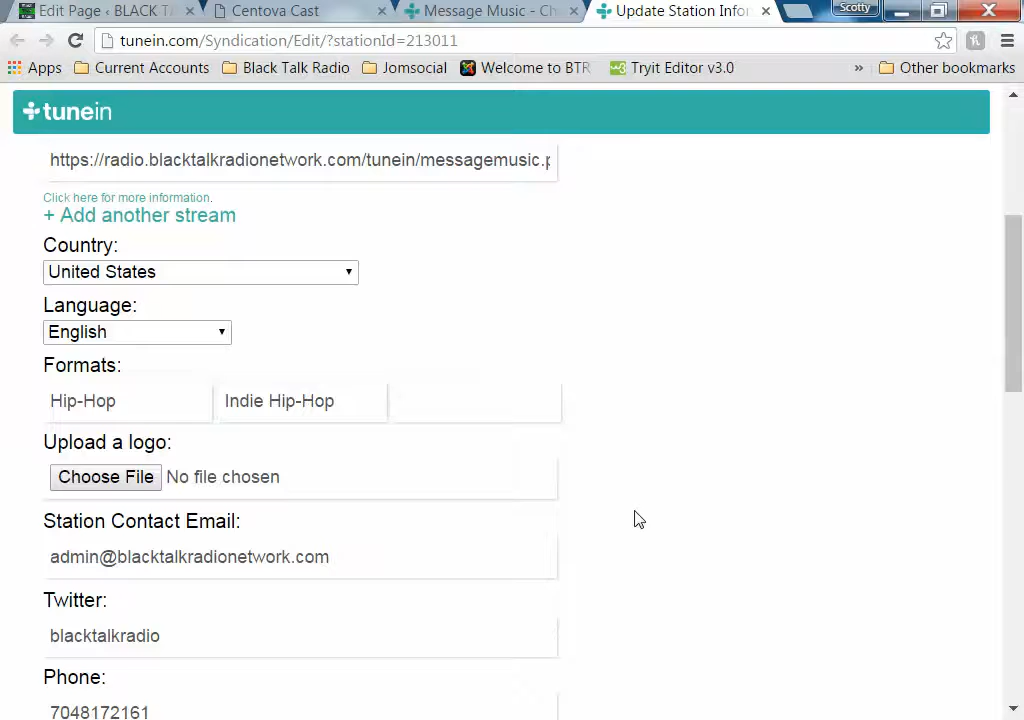 Edit Page ‹ BLACK TA
Centova Cast
Message Music - Ch
Update Station Infor
Scotty
tunein.com/Syndication/Edit/?stationId=213011
Apps
Current Accounts
Black Talk Radio
Jomsocial
Welcome to BTR
Tryit Editor v3.0
»
Other bookmarks
tunein
https://radio.blacktalkradionetwork.com/tunein/messagemusic.p
Click here for more information.
+ Add another stream
Country:
United States
Language:
English
Formats:
Hip-Hop
Indie Hip-Hop
Upload a logo:
Choose File No file chosen
Station Contact Email:
admin@blacktalkradionetwork.com
Twitter:
blacktalkradio
Phone:
7048172161